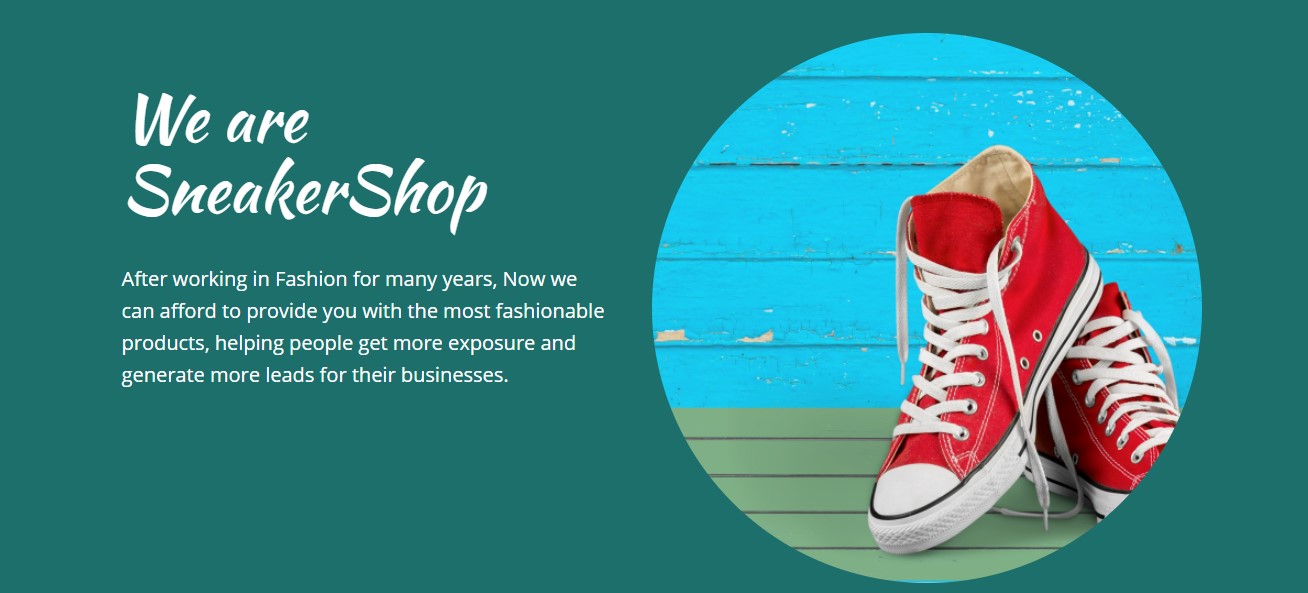 We are
SneakerShop
After working in Fashion for many years, Now we
can afford to provide you with the most fashionable
products, helping people get more exposure and
generate more leads for their businesses.